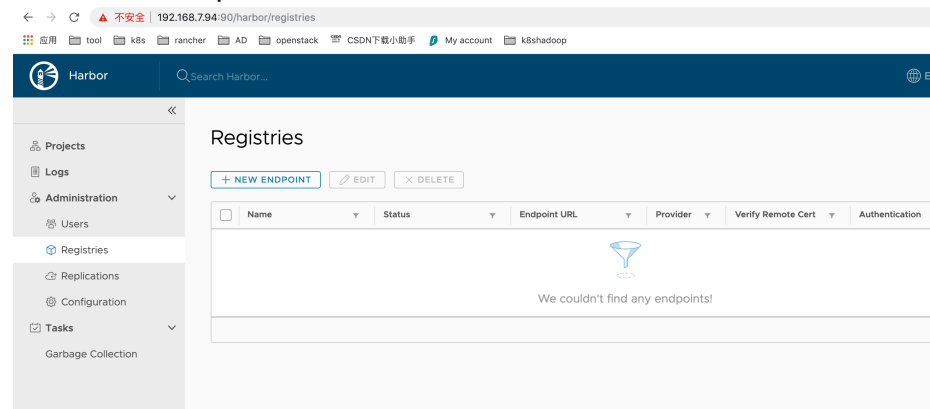 不安全 | 192.168.7.94:90/harbor/registries
应用 tool k8s rancher AD openstack CSDN下载小助手 My account k8shadoop
Harbor Search Harbor...
Registries
Projects
Logs
+ NEW ENDPOINT EDIT × DELETE
Administration
Name Status Endpoint URL Provider Verify Remote Cert Authentication
Users
Registries
Replications
We couldn't find any endpoints!
Configuration
Tasks
Garbage Collection